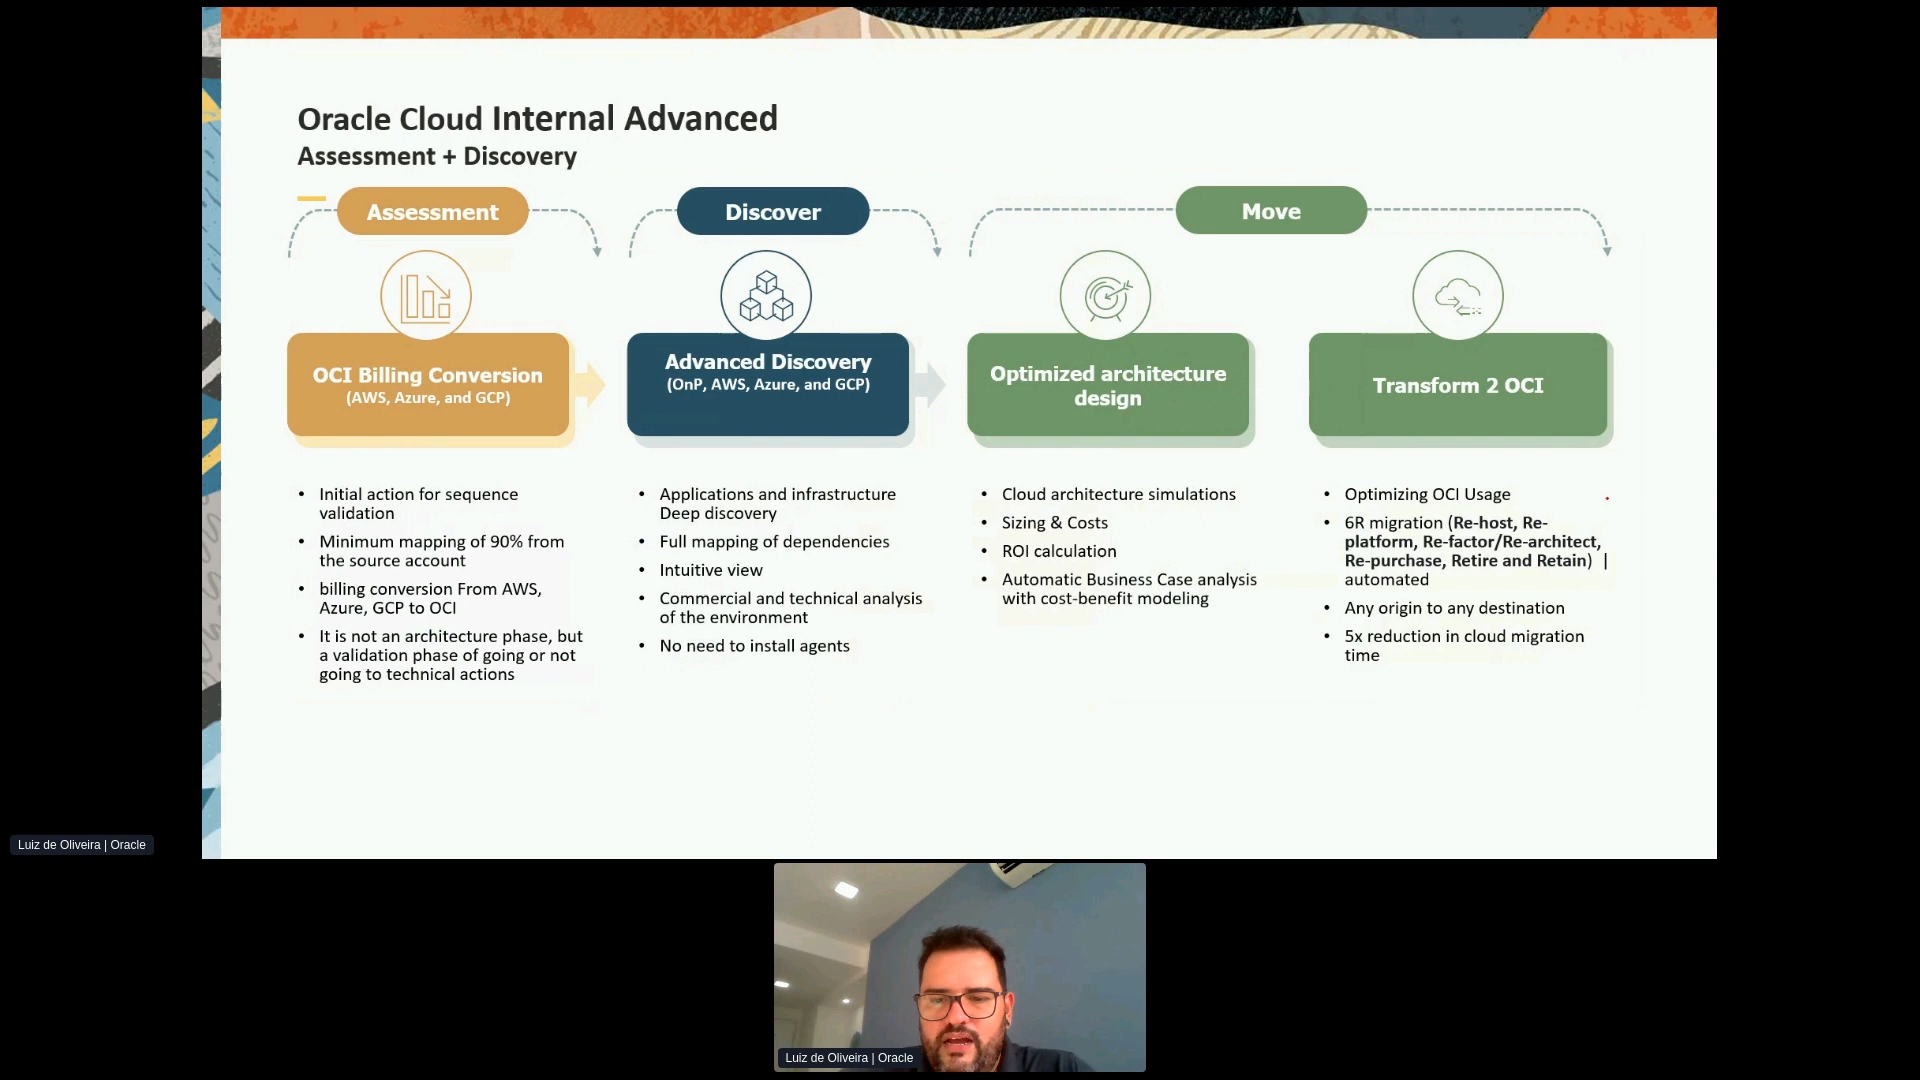 Oracle Cloud Internal Advanced
Assessment + Discovery
Assessment
Discover
Move
OCI Billing Conversion
(AWS, Azure, and GCP)
Advanced Discovery
(OnP, AWS, Azure, and GCP)
Optimized architecture
design
Transform 2 OCI
• Initial action for sequence
validation
• Minimum mapping of 90% from
the source account
• billing conversion From AWS,
Azure, GCP to OCI
• It is not an architecture phase, but
a validation phase of going or not
going to technical actions
• Applications and infrastructure
Deep discovery
• Full mapping of dependencies
• Intuitive view
• Commercial and technical analysis
of the environment
• No need to install agents
• Cloud architecture simulations
• Sizing & Costs
• ROI calculation
• Automatic Business Case analysis
with cost-benefit modeling
• Optimizing OCI Usage
• 6R migration (Re-host, Re-
platform, Re-factor/Re-architect,
Re-purchase, Retire and Retain) |
automated
• Any origin to any destination
• 5x reduction in cloud migration
time
Luiz de Oliveira | Oracle
Luiz de Oliveira | Oracle